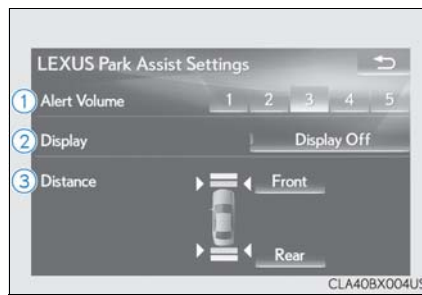 LEXUS Park Assist Settings
1 Alert Volume 1 2 3 4 5
2 Display Display Off
3 Distance Front
Rear
CLA40BX004US